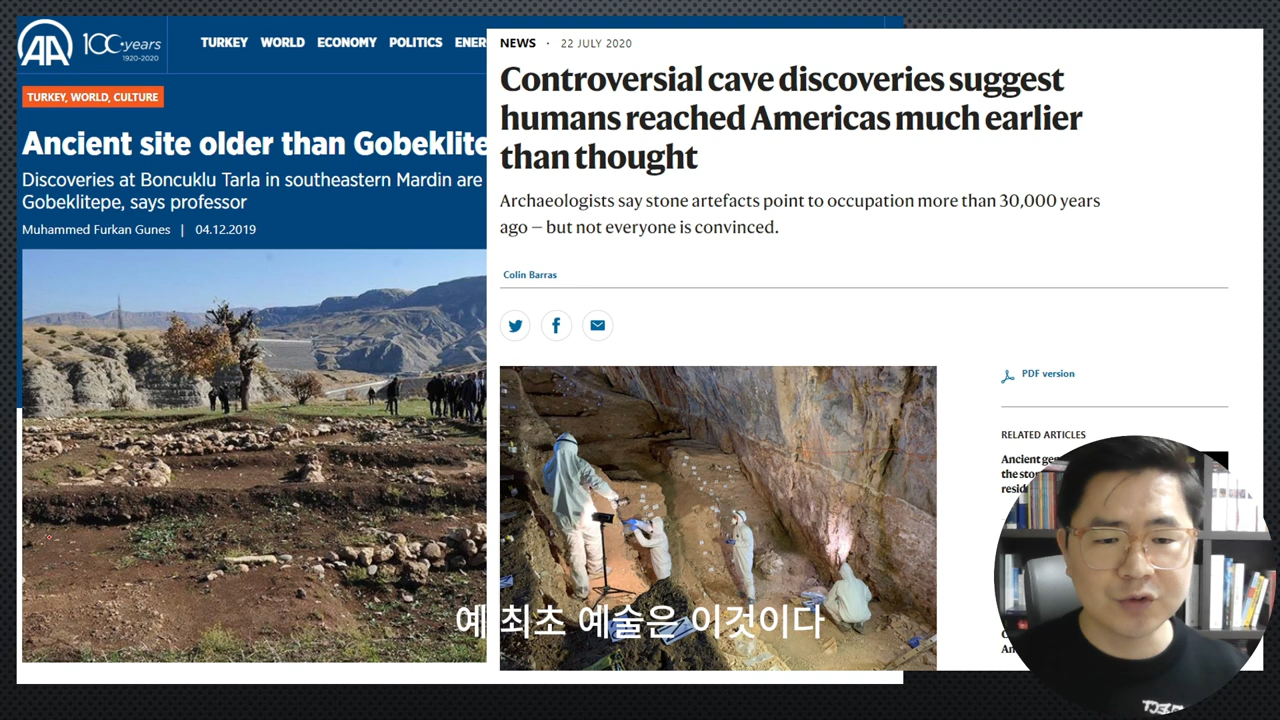 AA
100 years
1920-2020
TURKEY WORLD ECONOMY POLITICS ENER
TURKEY, WORLD, CULTURE
Ancient site older than Gobeklite
Discoveries at Boncuklu Tarla in southeastern Mardin are
Gobeklitepe, says professor
Muhammed Furkan Gunes | 04.12.2019
NEWS · 22 JULY 2020
Controversial cave discoveries suggest
humans reached Americas much earlier
than thought
Archaeologists say stone artefacts point to occupation more than 30,000 years
ago — but not everyone is convinced.
Colin Barras
PDF version
RELATED ARTICLES
Ancient gen
the sto
resid
예 최초 예술은 이것이다